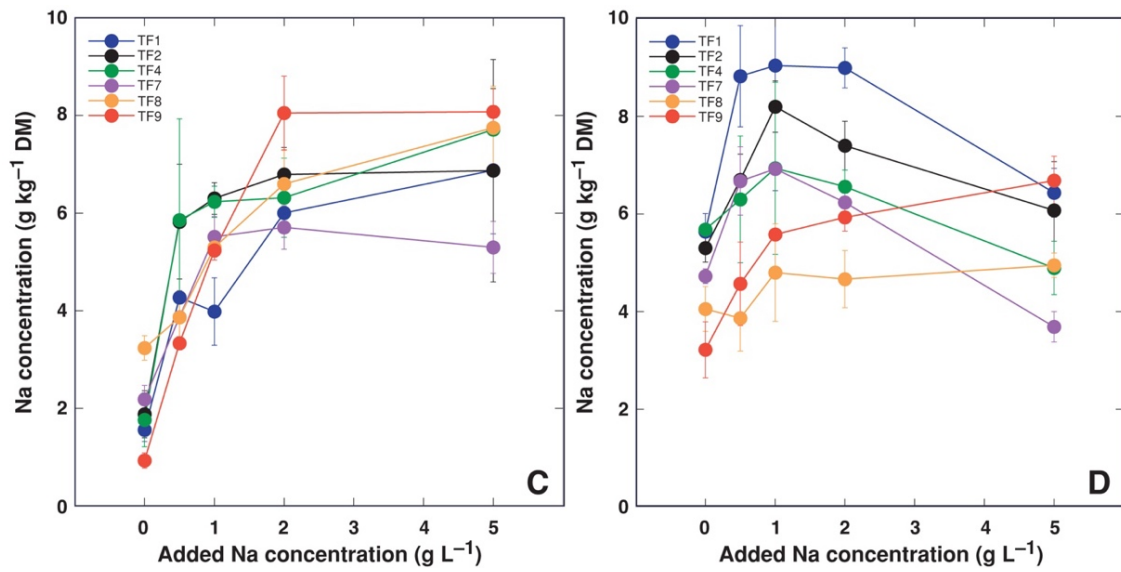 10
8
6
4
2
0
Na concentration (g kg⁻¹ DM)
TF1
TF2
TF4
TF7
TF8
TF9
C
0 1 2 3 4 5
Added Na concentration (g L⁻¹)
10
8
6
4
2
0
Na concentration (g kg⁻¹ DM)
TF1
TF2
TF4
TF7
TF8
TF9
D
0 1 2 3 4 5
Added Na concentration (g L⁻¹)